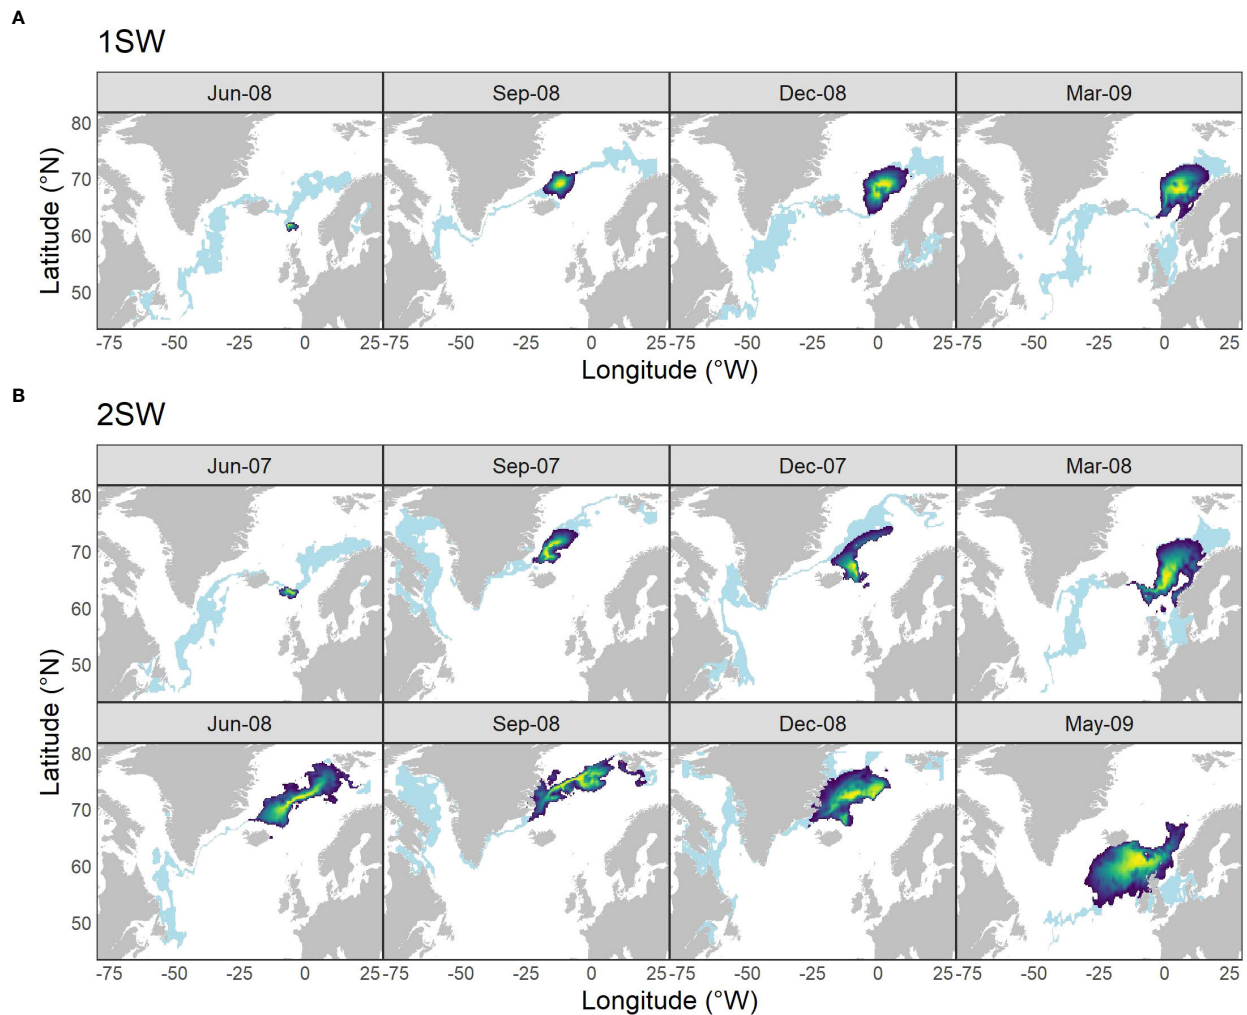 A
1SW
Jun-08 Sep-08 Dec-08 Mar-09
80
70
60
50
Latitude (°N)
-75 -50 -25 0 25 -75 -50 -25 0 25 -75 -50 -25 0 25 -75 -50 -25 0 25
Longitude (°W)
B
2SW
Jun-07 Sep-07 Dec-07 Mar-08
80
70
60
50
Latitude (°N)
Jun-08 Sep-08 Dec-08 May-09
80
70
60
50
-75 -50 -25 0 25 -75 -50 -25 0 25 -75 -50 -25 0 25 -75 -50 -25 0 25
Longitude (°W)